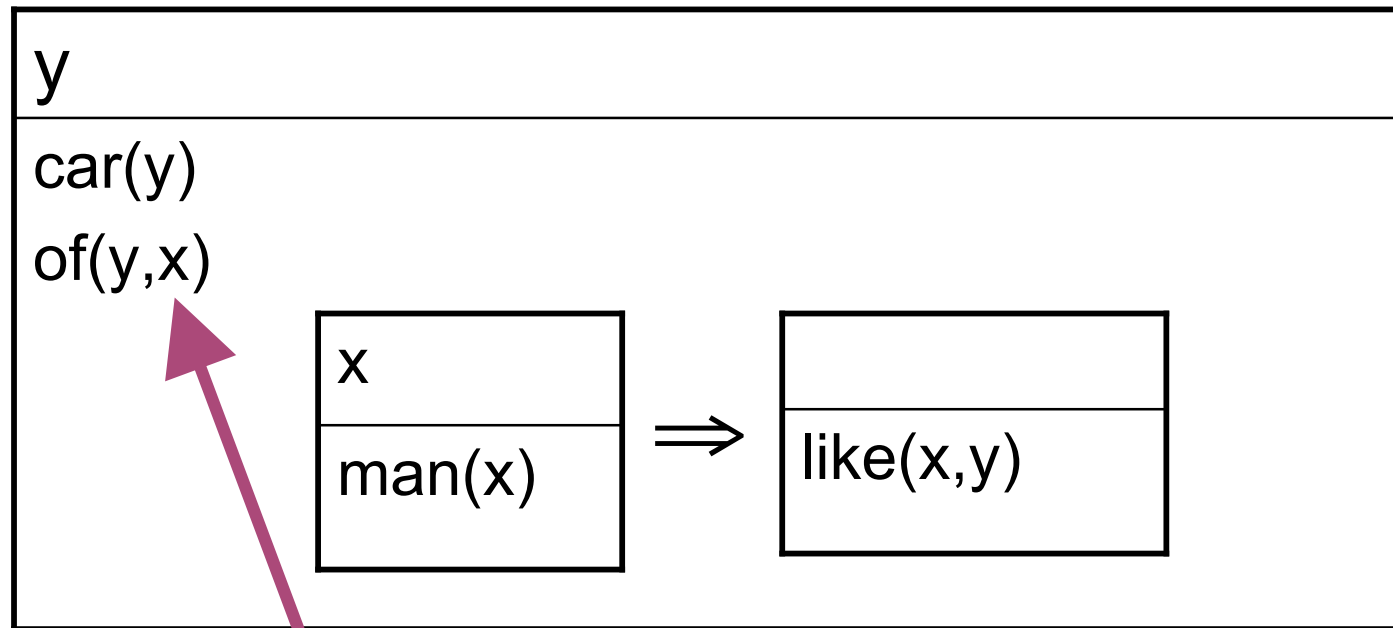 y
car(y)
of(y,x)
x
man(x)
⇒
like(x,y)